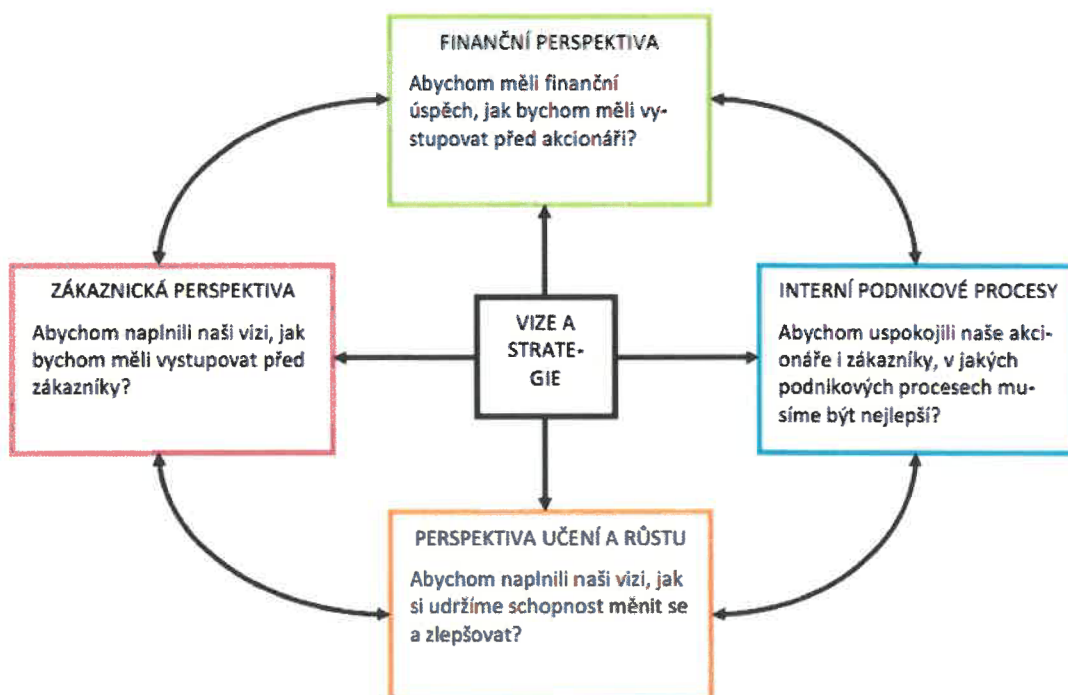 FINANČNÍ PERSPEKTIVA
Abychom měli finanční
úspěch, jak bychom měli vy-
stupovat před akcionáři?
ZÁKAZNICKÁ PERSPEKTIVA
Abychom naplnili naši vizi, jak
bychom měli vystupovat před
zákazníky?
VIZE A
STRATE-
GIE
INTERNÍ PODNIKOVÉ PROCESY
Abychom uspokojili naše akci-
onáře i zákazníky, v jakých
podnikových procesech mu-
síme být nejlepší?
PERSPEKTIVA UČENÍ A RŮSTU
Abychom naplnili naši vizi, jak
si udržíme schopnost měnit se
a zlepšovat?